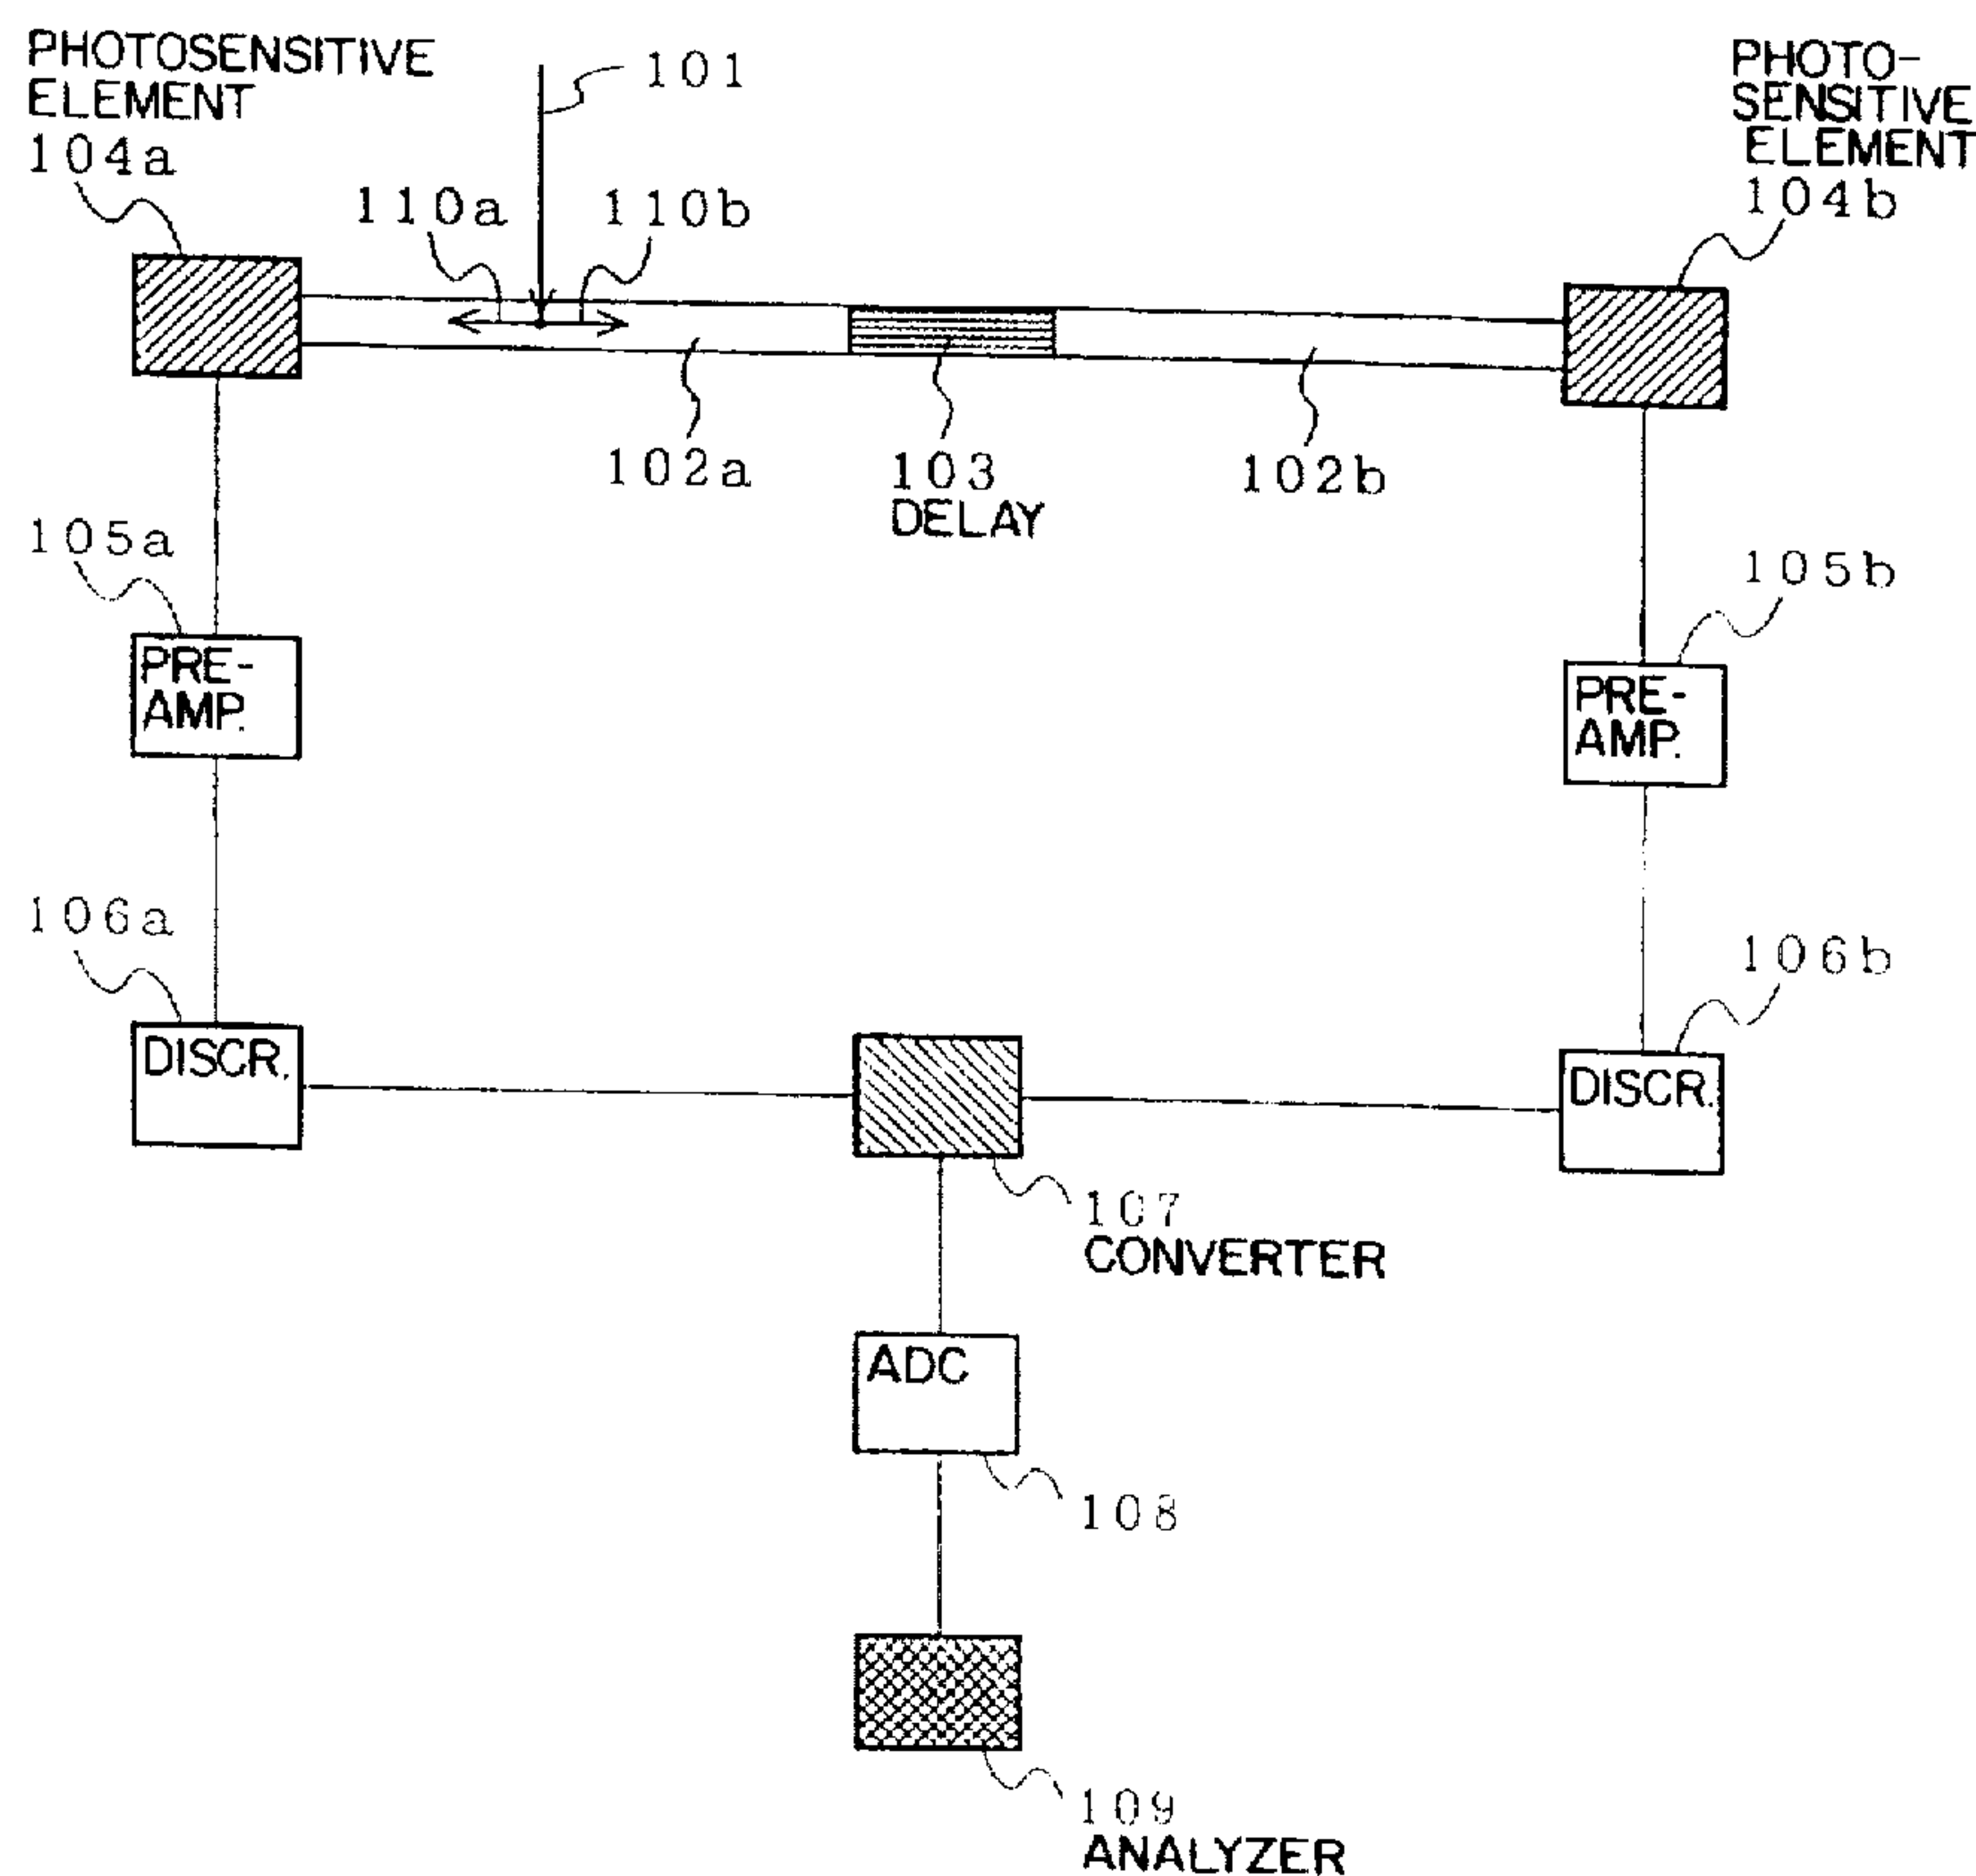 PHOTOSENSITIVE
ELEMENT
104a
101
PHOTO-
SENSITIVE
ELEMENT
104b
110a
110b
102a
103
DELAY
102b
105a
105b
PRE-
AMP.
PRE-
AMP.
106a
106b
DISCR.
DISCR.
107
CONVERTER
ADC
108
109
ANALYZER